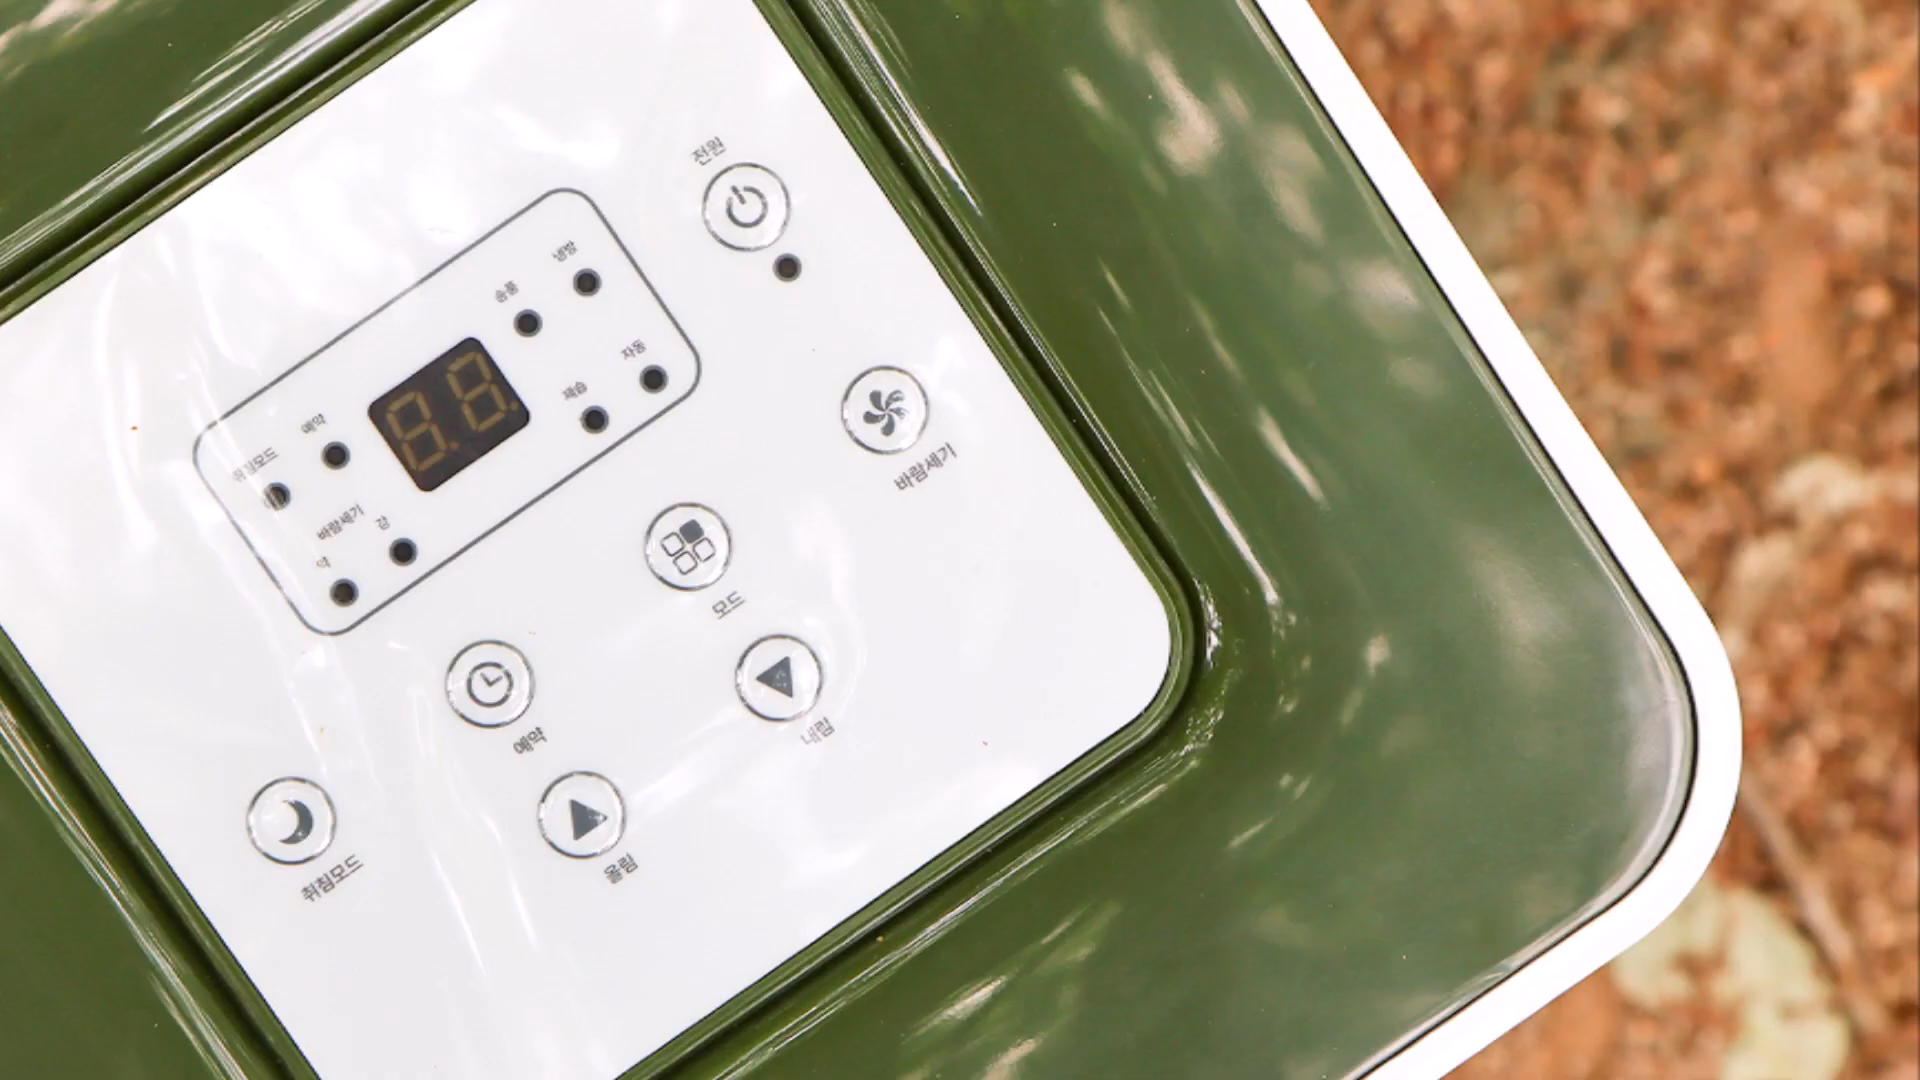 전원
냉방
송풍
자동
제습
예약
취침모드
바람세기
강
약
바람세기
모드
예약
내림
취침모드
올림